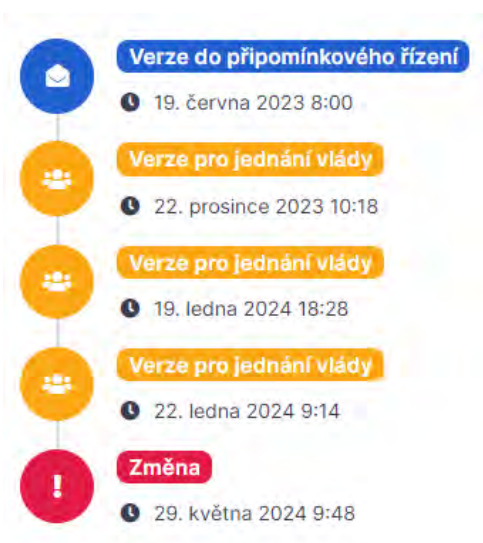 Verze do připomínkového řízení
19. června 2023 8:00
Verze pro jednání vlády
22. prosince 2023 10:18
Verze pro jednání vlády
19. ledna 2024 18:28
Verze pro jednání vlády
22. ledna 2024 9:14
Změna
29. května 2024 9:48